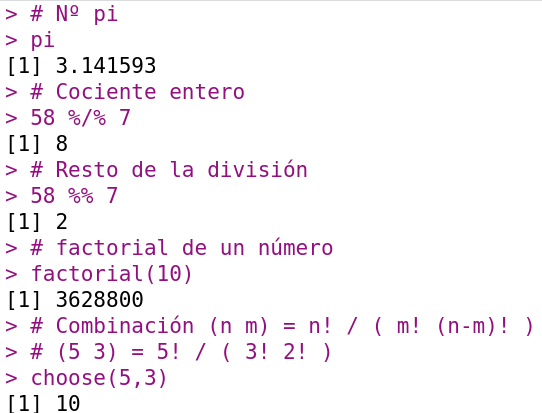 > # Nº pi
> pi
[1] 3.141593
> # Cociente entero
> 58 %/% 7
[1] 8
> # Resto de la división
> 58 %% 7
[1] 2
> # factorial de un número
> factorial(10)
[1] 3628800
> # Combinación (n m) = n! / ( m! (n-m)! )
> # (5 3) = 5! / ( 3! 2! )
> choose(5,3)
[1] 10